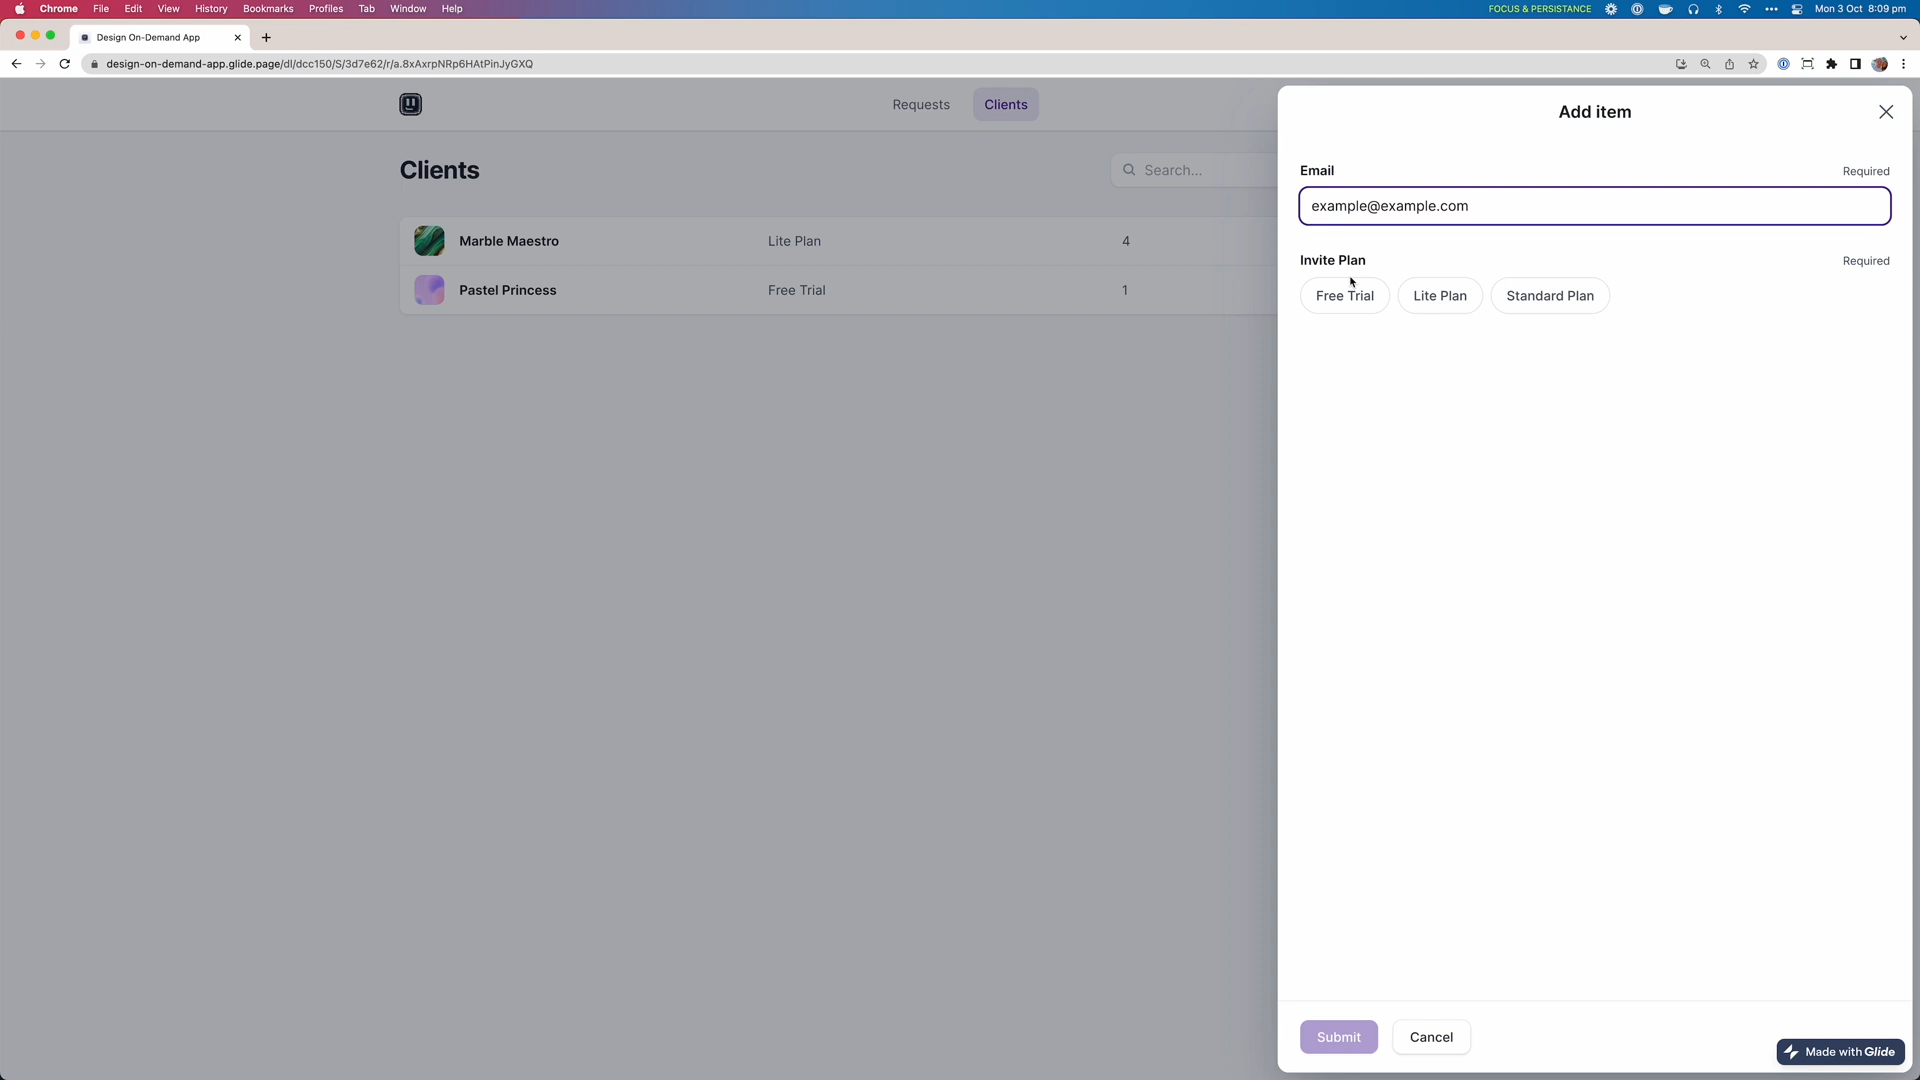 Chrome File Edit View History Bookmarks Profiles Tab Window Help FOCUS & PERSISTANCE Mon 3 Oct 8:09 pm
Design On-Demand App
design-on-demand-app.glide.page/dl/dcc150/S/3d7e62/r/a.8xAxrpNRp6HAtPinJyGXQ
Requests Clients
Add item
Clients
Search...
Email Required
example@example.com
Marble Maestro Lite Plan 4
Invite Plan Required
Pastel Princess Free Trial 1
Free Trial Lite Plan Standard Plan
Submit Cancel
Made with Glide